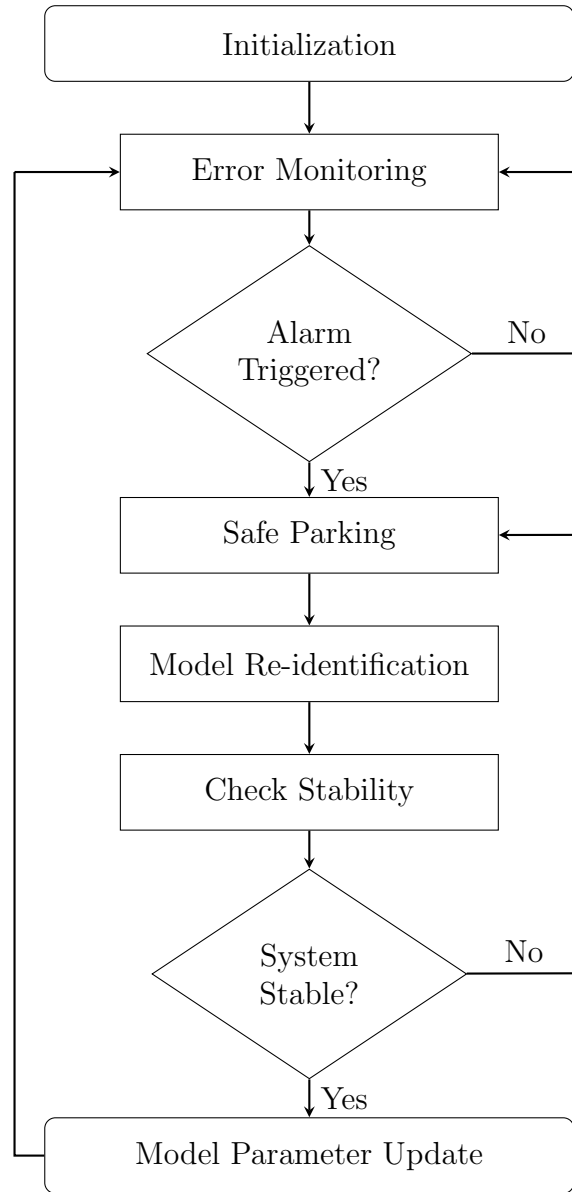 Initialization
Error Monitoring
Alarm
Triggered?
No
Yes
Safe Parking
Model Re-identification
Check Stability
System
Stable?
No
Yes
Model Parameter Update